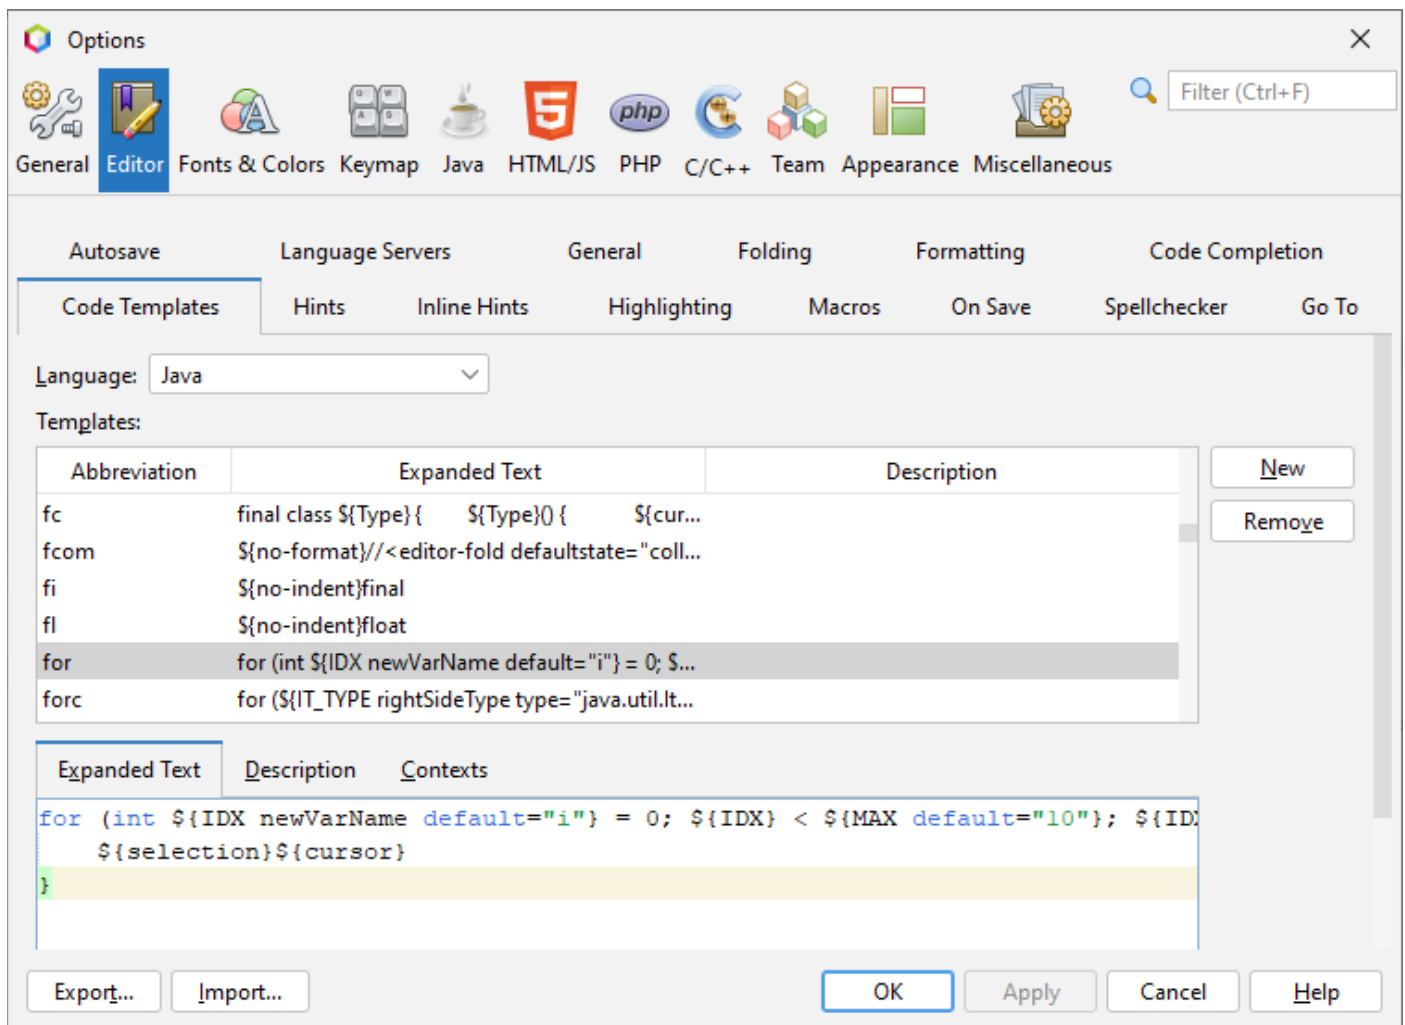 Options
Filter (Ctrl+F)
General Editor Fonts & Colors Keymap Java HTML/JS PHP C/C++ Team Appearance Miscellaneous
Autosave Language Servers General Folding Formatting Code Completion
Code Templates Hints Inline Hints Highlighting Macros On Save Spellchecker Go To
Language: Java
Templates:
Abbreviation Expanded Text Description
New
fc final class ${Type} { ${Type}() { ${cur...
Remove
fcom ${no-format}//<editor-fold defaultstate="coll...
fi ${no-indent}final
fl ${no-indent}float
for for (int ${IDX newVarName default="i"} = 0; $...
forc for (${IT_TYPE rightSideType type="java.util.It...
Expanded Text Description Contexts
for (int ${IDX newVarName default="i"} = 0; ${IDX} < ${MAX default="10"}; ${ID
${selection}${cursor}
}
Export... Import... OK Apply Cancel Help